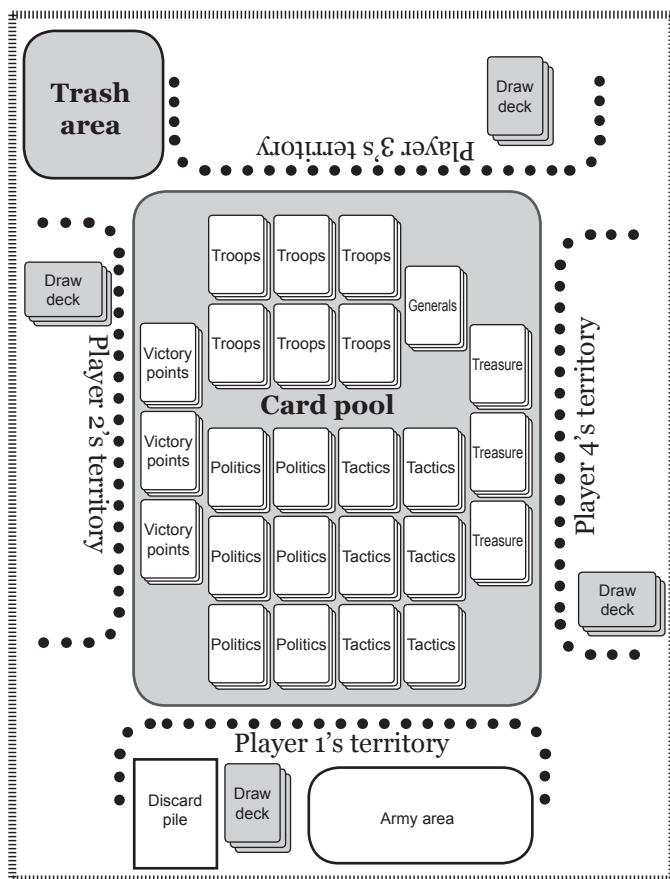 Trash
area
Draw
deck
Player 3's territory
Draw
deck
Player 2's territory
Troops
Troops
Troops
Generals
Troops
Troops
Troops
Victory
points
Treasure
Card pool
Victory
points
Politics
Politics
Tactics
Tactics
Treasure
Victory
points
Politics
Politics
Tactics
Tactics
Treasure
Politics
Politics
Tactics
Tactics
Player 4's territory
Draw
deck
Player 1's territory
Discard
pile
Draw
deck
Army area